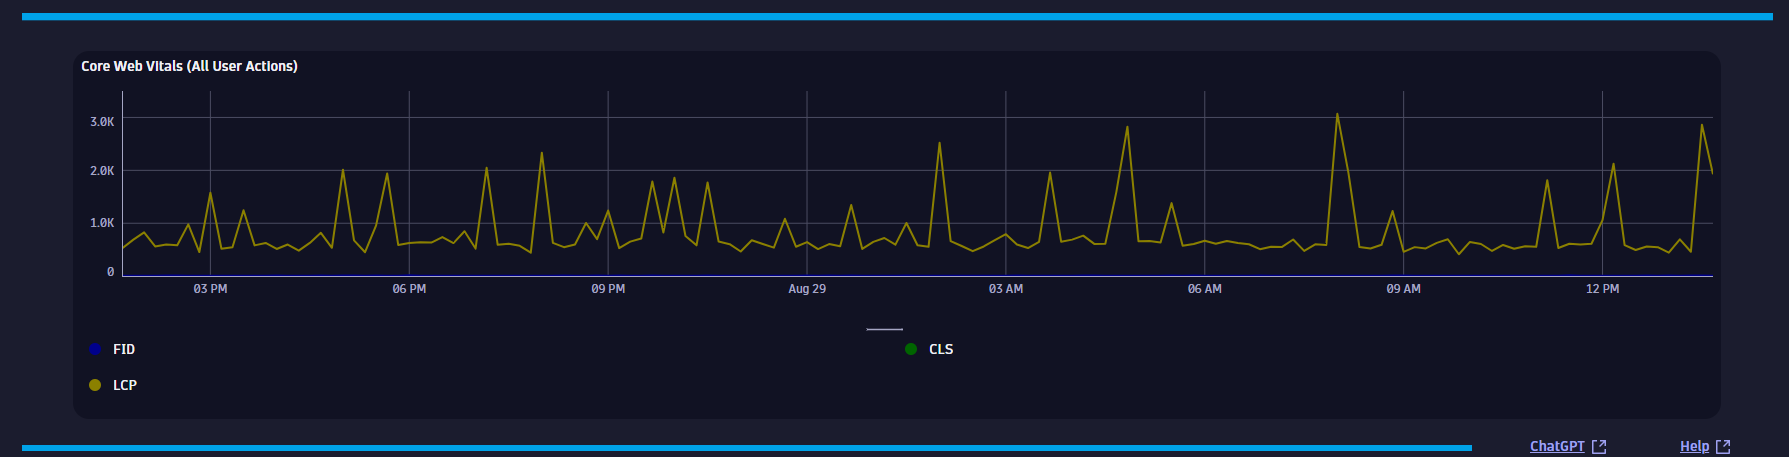 Core Web Vitals (All User Actions)
3.0K
2.0K
1.0K
0
03 PM 06 PM 09 PM Aug 29 03 AM 06 AM 09 AM 12 PM
FID CLS
LCP
ChatGPT Help